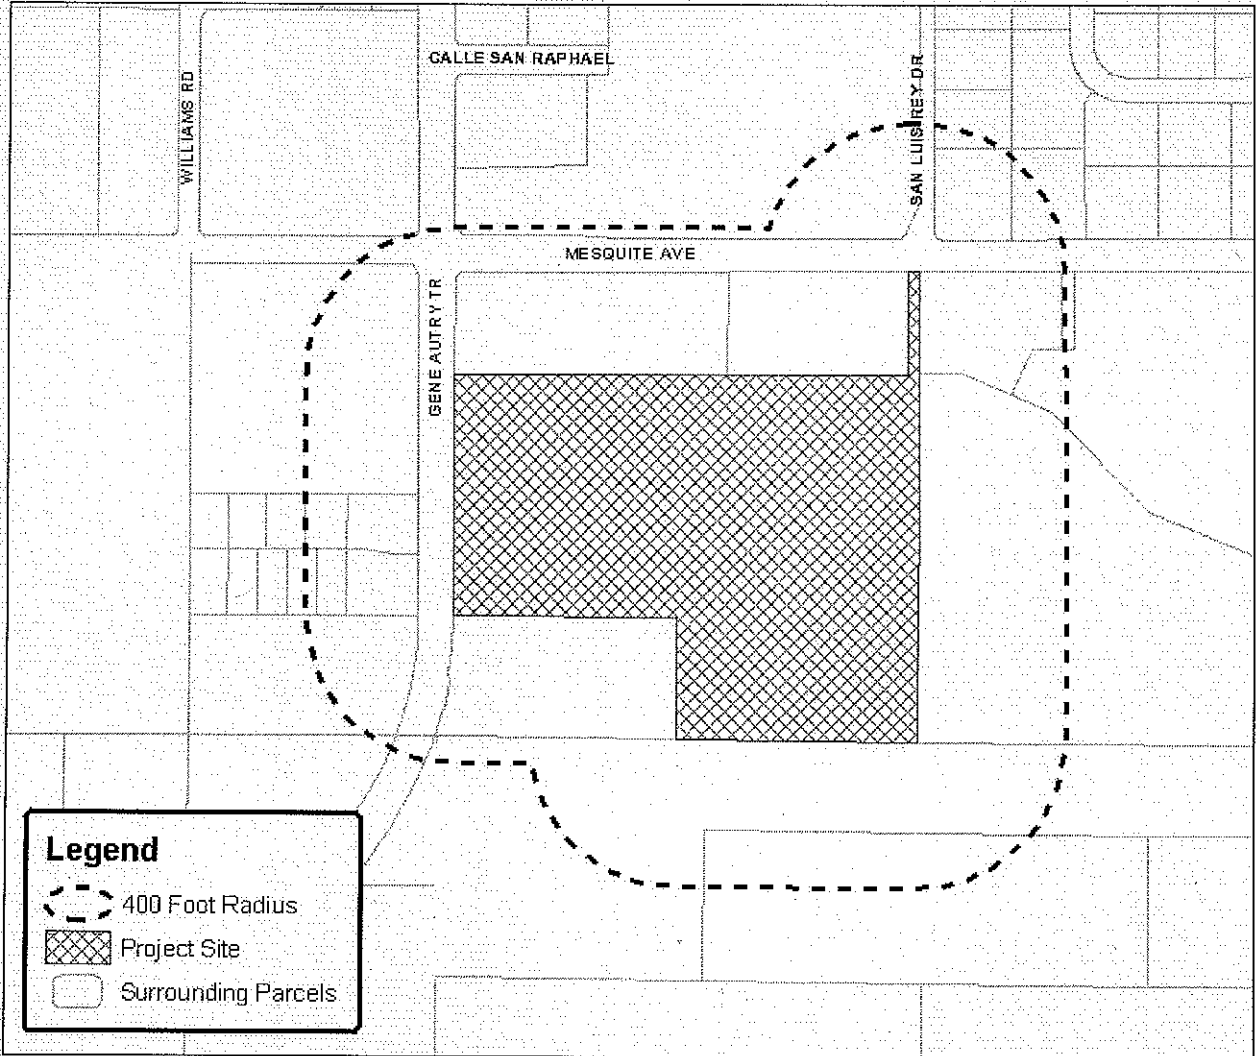 CALLE SAN RAPHAEL
WILLIAMS RD
SAN LUIS REY DR
MESQUITE AVE
GENE AUTRY TR
Legend
400 Foot Radius
Project Site
Surrounding Parcels